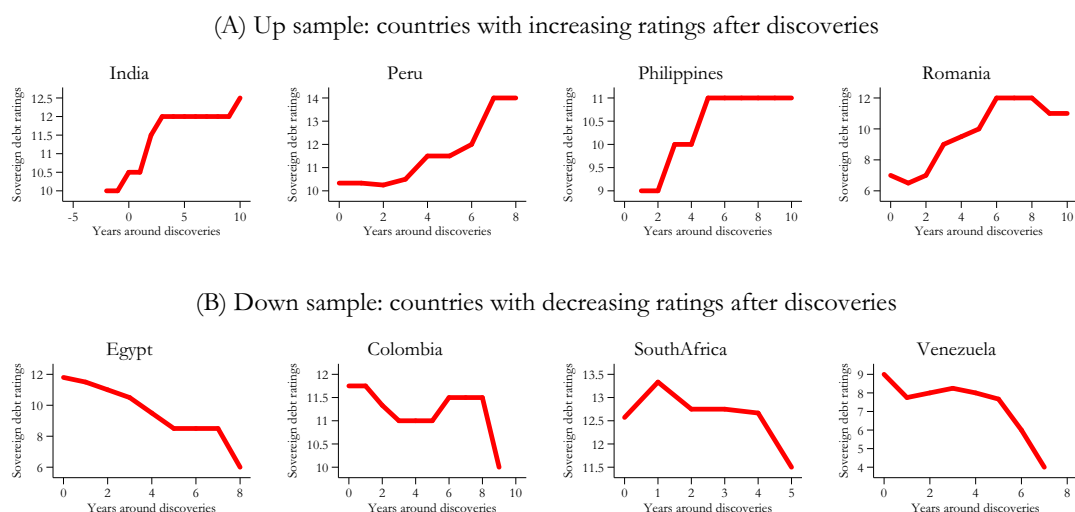 (A) Up sample: countries with increasing ratings after discoveries
India
Sovereign debt ratings
12.5
12
11.5
11
10.5
10
-5 0 5 10
Years around discoveries
Peru
Sovereign debt ratings
14
13
12
11
10
0 2 4 6 8
Years around discoveries
Philippines
Sovereign debt ratings
11
10.5
10
9.5
9
0 2 4 6 8 10
Years around discoveries
Romania
Sovereign debt ratings
12
10
8
6
0 2 4 6 8 10
Years around discoveries
(B) Down sample: countries with decreasing ratings after discoveries
Egypt
Sovereign debt ratings
12
10
8
6
0 2 4 6 8
Years around discoveries
Colombia
Sovereign debt ratings
12
11.5
11
10.5
10
0 2 4 6 8 10
Years around discoveries
SouthAfrica
Sovereign debt ratings
13.5
13
12.5
12
11.5
0 1 2 3 4 5
Years around discoveries
Venezuela
Sovereign debt ratings
9
8
7
6
5
4
0 2 4 6 8
Years around discoveries